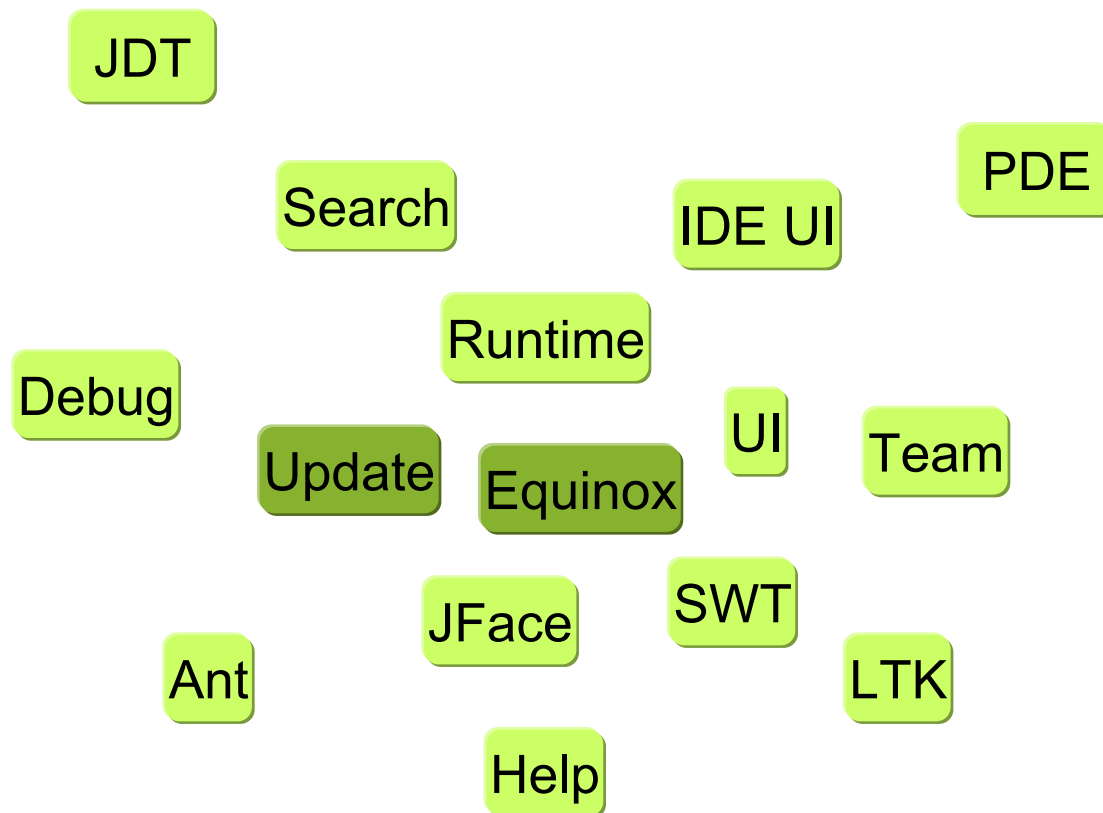 JDT
PDE
Search
IDE UI
Runtime
Debug
UI
Team
Update
Equinox
SWT
JFace
Ant
LTK
Help